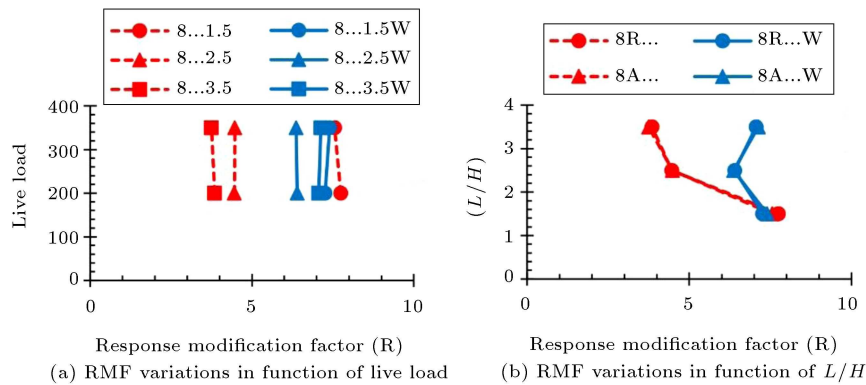 8...1.5 8...1.5W
8...2.5 8...2.5W
8...3.5 8...3.5W
400
300
200
100
0
Live load
0 5 10
Response modification factor (R)
(a) RMF variations in function of live load
8R... 8R...W
8A... 8A...W
4
3
2
1
0
(L/H)
0 5 10
Response modification factor (R)
(b) RMF variations in function of L/H